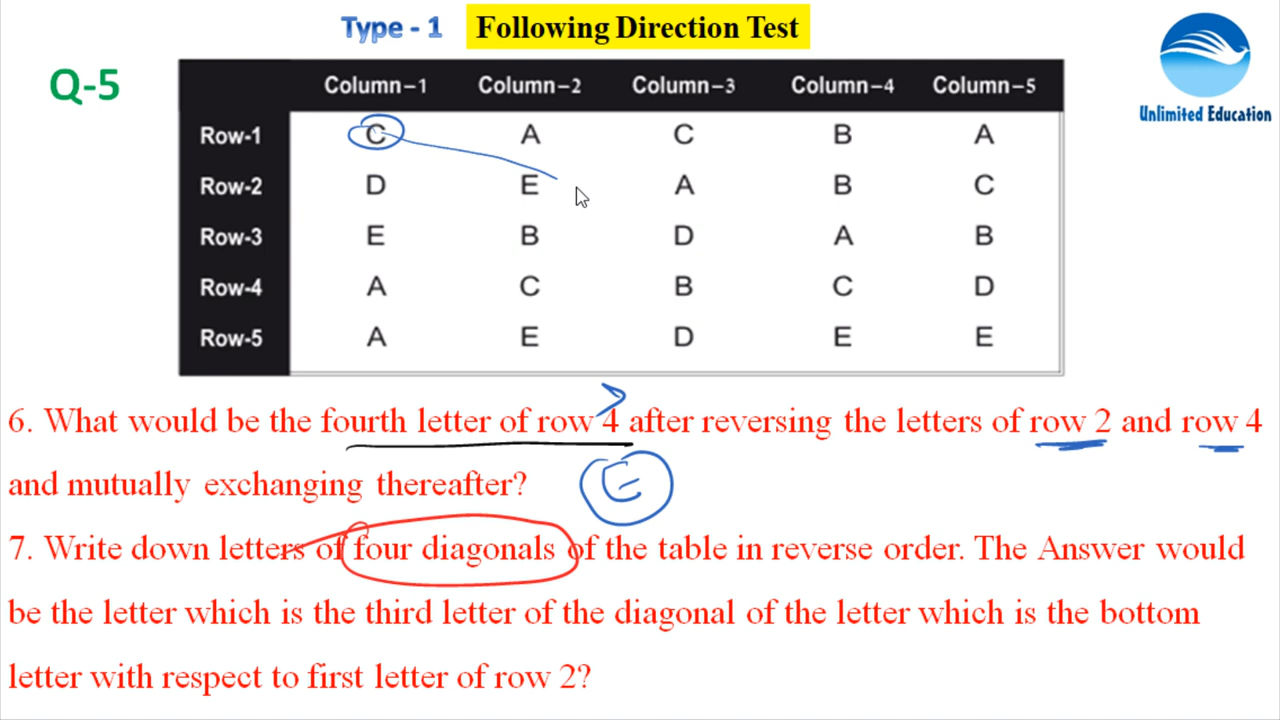 Type - 1 Following Direction Test
Q-5
Unlimited Education
Column-1 Column-2 Column-3 Column-4 Column-5
Row-1 C A C B A
Row-2 D E A B C
Row-3 E B D A B
Row-4 A C B C D
Row-5 A E D E E
6. What would be the fourth letter of row 4 after reversing the letters of row 2 and row 4
and mutually exchanging thereafter?
E
7. Write down letters of four diagonals of the table in reverse order. The Answer would
be the letter which is the third letter of the diagonal of the letter which is the bottom
letter with respect to first letter of row 2?